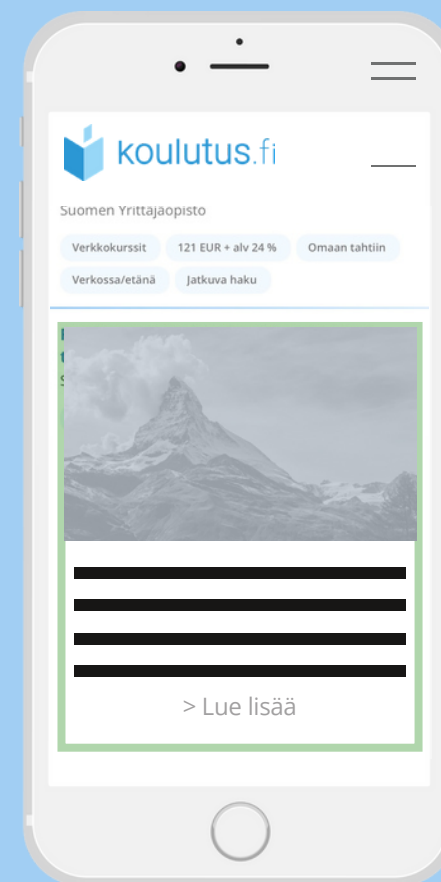 koulutus.fi
Suomen Yrittäjäopisto
Verkkokurssit 121 EUR + alv 24 % Omaan tahtiin
Verkossa/etänä Jatkuva haku
> Lue lisää